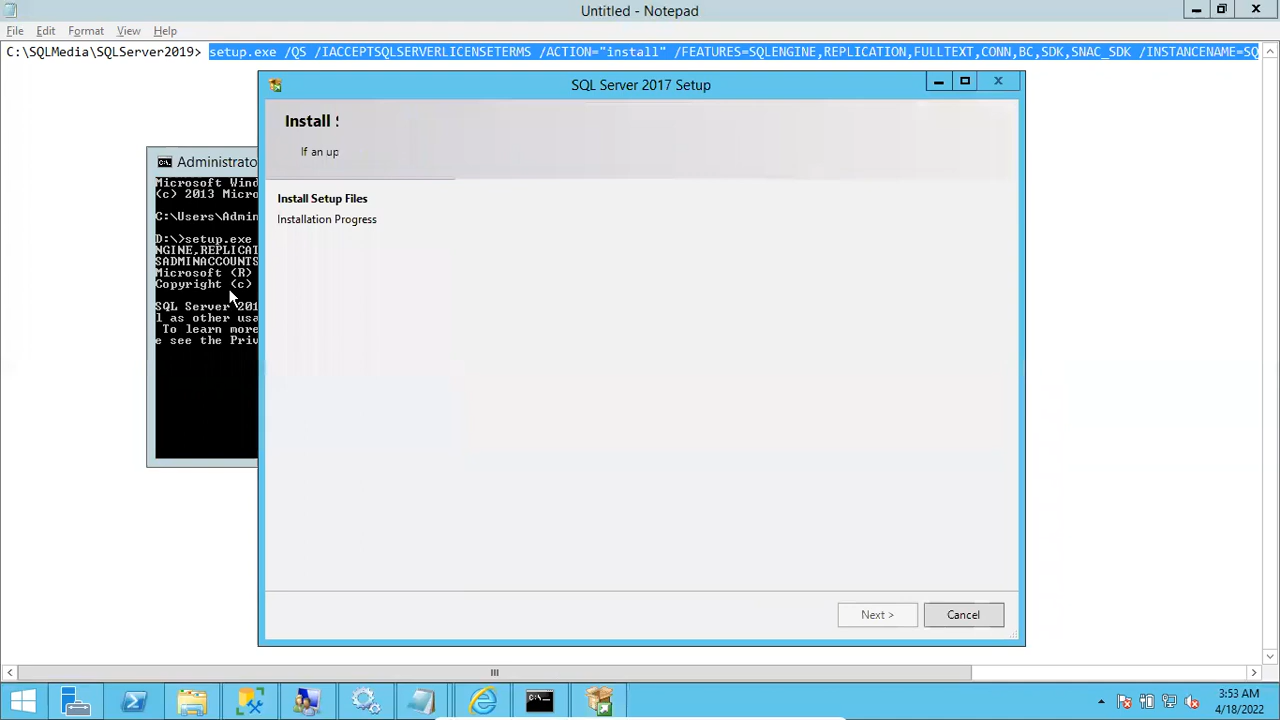 Untitled - Notepad
File Edit Format View Help
C:\SQLMedia\SQLServer2019> setup.exe /QS /IACCEPTSQLSERVERLICENSETERMS /ACTION="install" /FEATURES=SQLENGINE,REPLICATION,FULLTEXT,CONN,BC,SDK,SNAC_SDK /INSTANCENAME=SQ
SQL Server 2017 Setup
Install
If an up
Install Setup Files
Installation Progress
Next >
Cancel
Administrato
Microsoft Wind
(c) 2013 Micro
C:\Users\Admin
D:\>setup.exe
NGINE,REPLICAT
SADMINACCOUNTS
Microsoft (R)
Copyright (c)
SQL Server 201
l as other usa
To learn more
e see the Priv
3:53 AM
4/18/2022